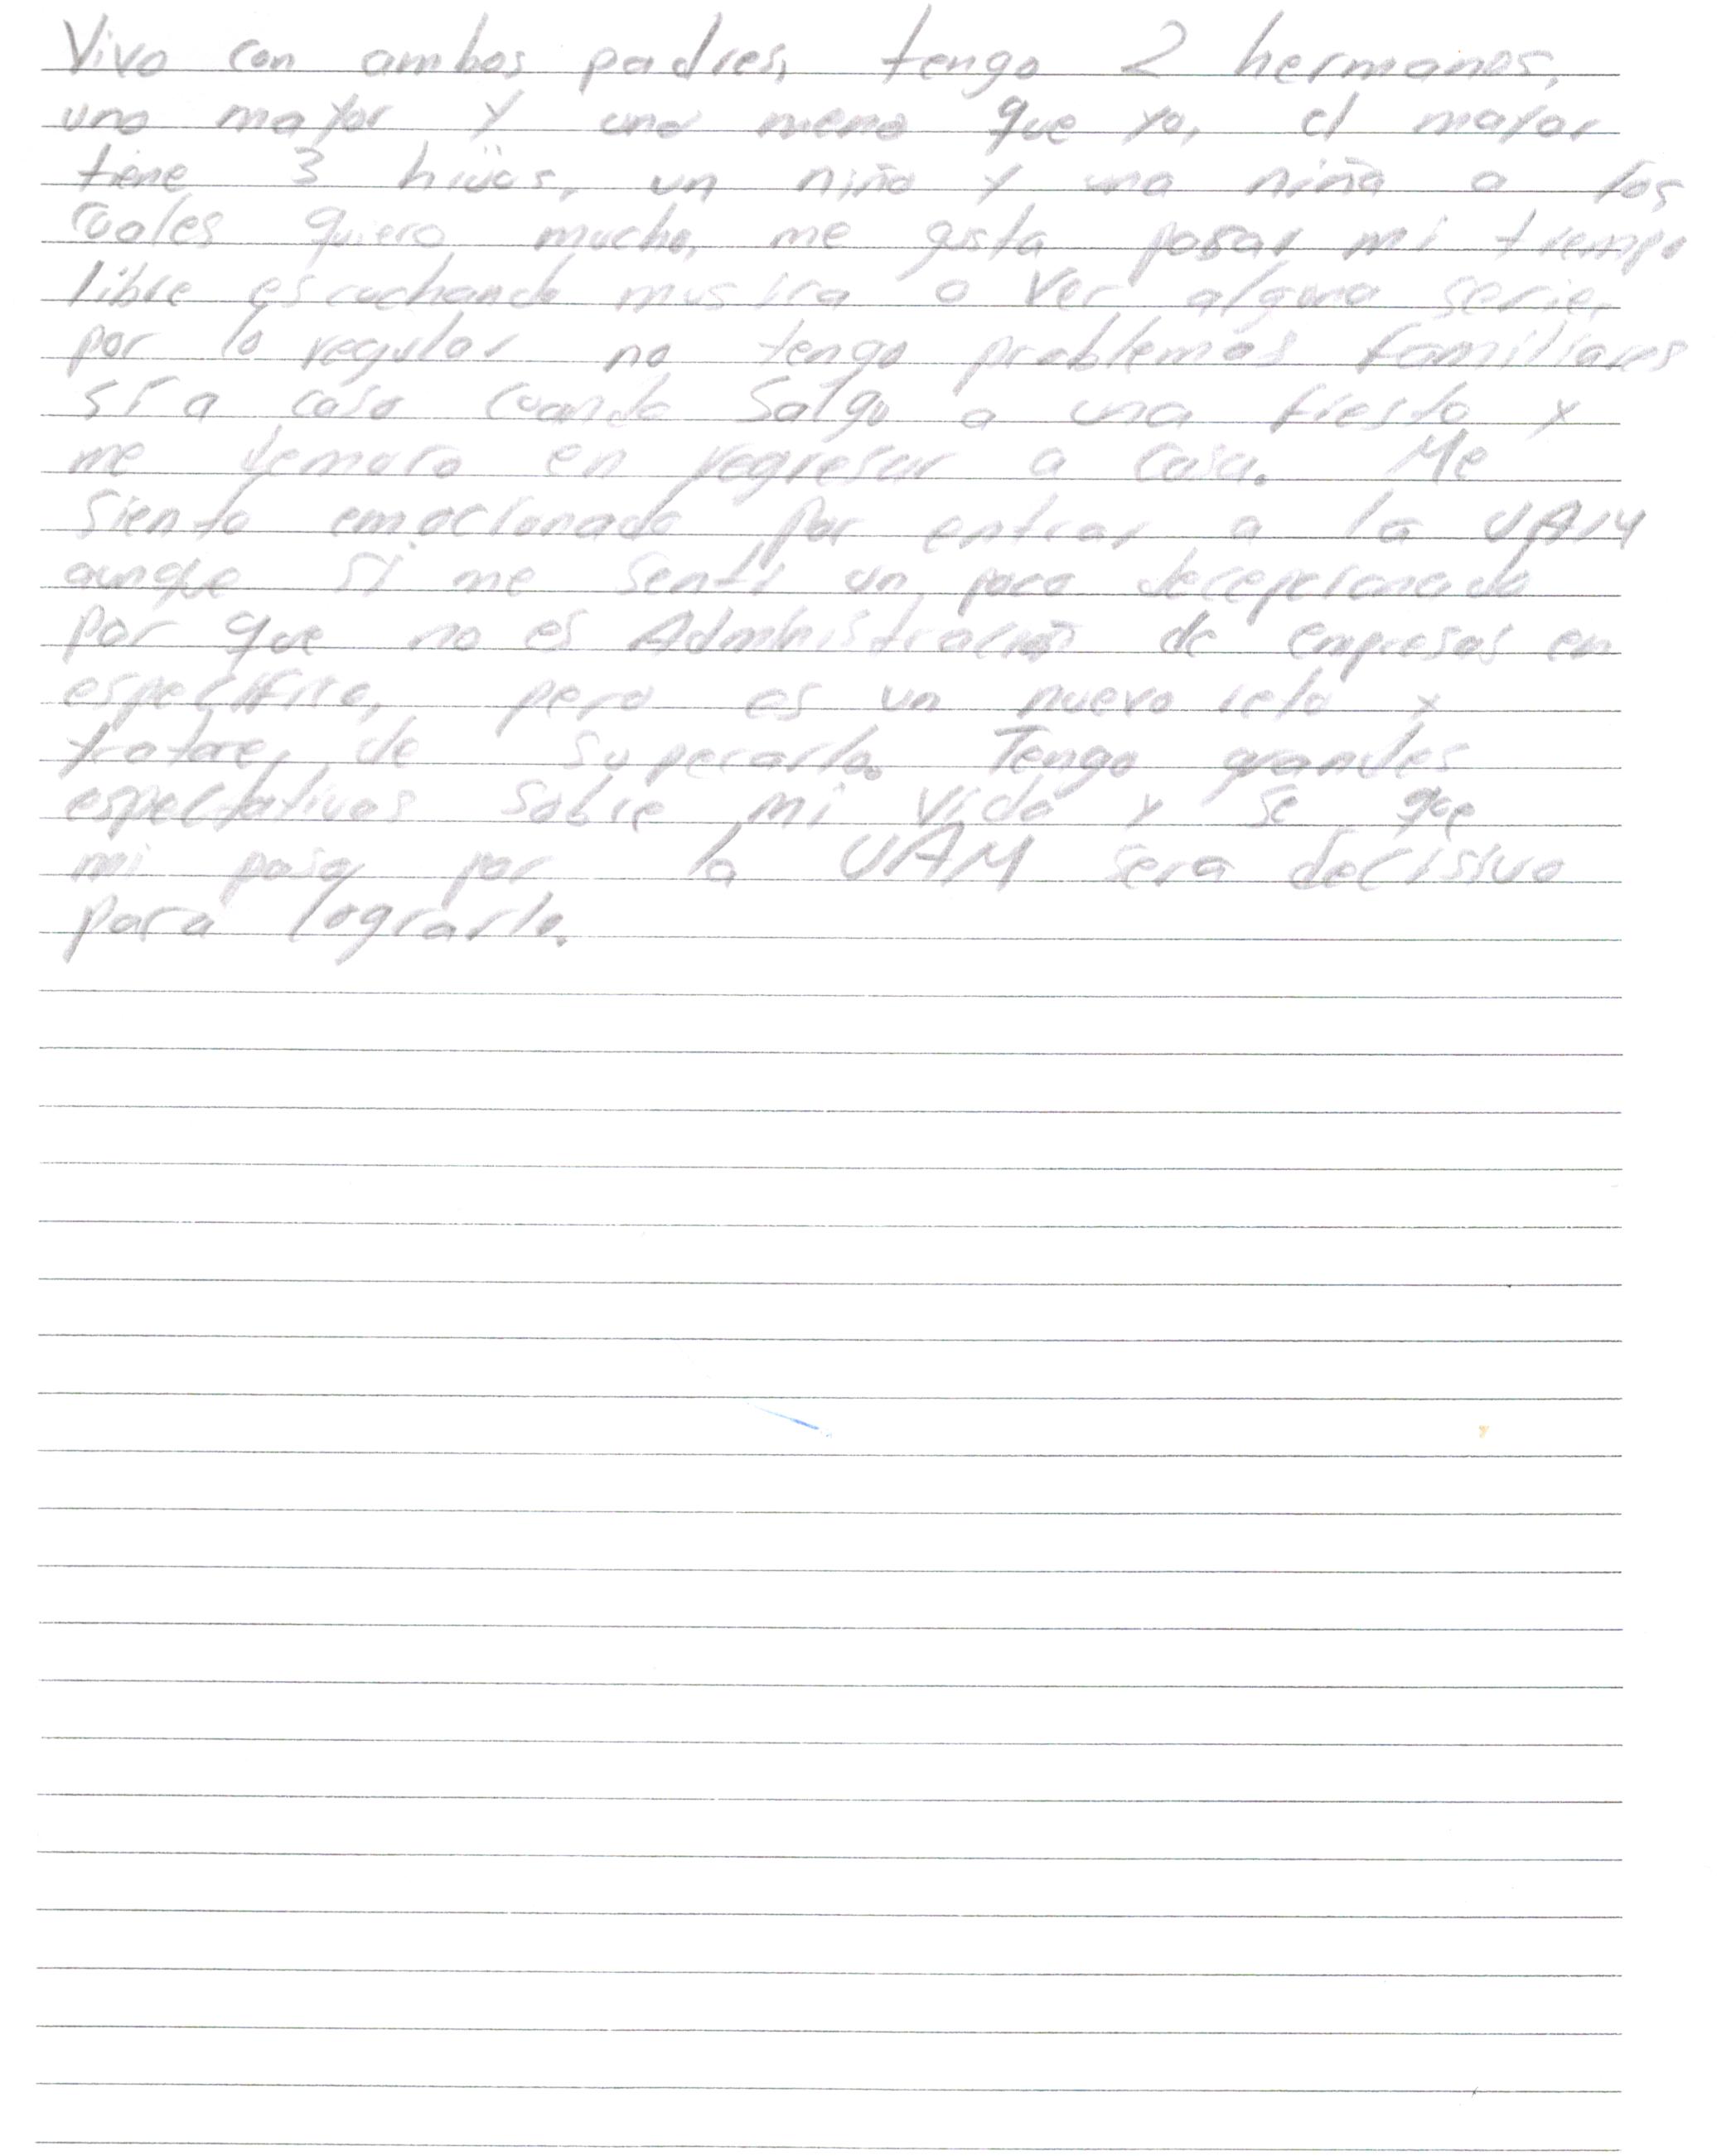 Vivo con ambos padres, tengo 2 hermanos,
uno mayor y uno meno que yo, el mayor
tiene 3 hijos, un niño y una niña a los
cuales quiero mucho, me gusta pasar mi tiempo
libre escuchando musica o ver alguna serie,
por lo regular no tengo problemas familiares
si a caso cuando salgo a una fiesta y
me demoro en regresar a casa. Me
siento emocionado por entrar a la UAM
aunque si me senti un poco decepcionado
por que no es Administración de empresas en
especifico, pero es un nuevo reto y
tratare de superarlo. Tengo grandes
espectativas sobre mi vida y se que
mi paso por la UAM sera decisivo
para lograrlo.